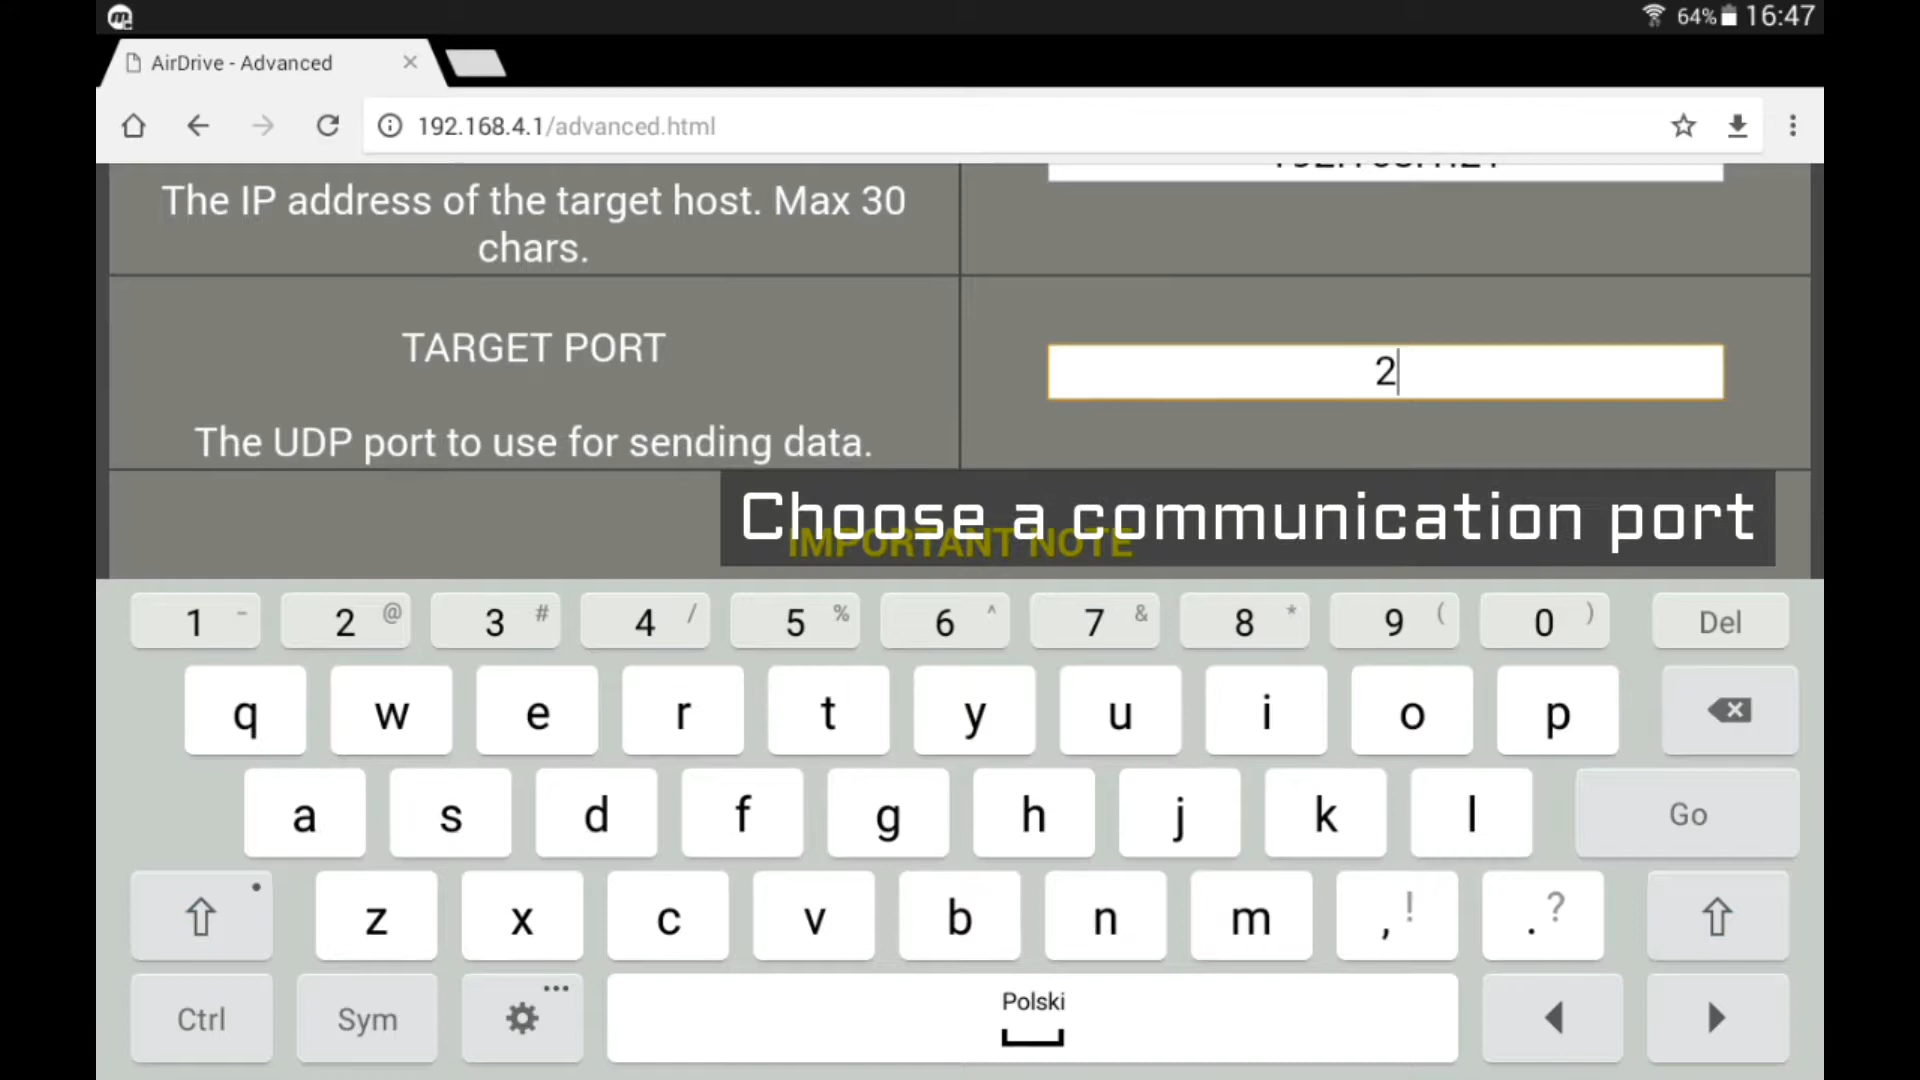 64% 16:47
AirDrive - Advanced
192.168.4.1/advanced.html
The IP address of the target host. Max 30
chars.
TARGET PORT
2
The UDP port to use for sending data.
Choose a communication port
IMPORTANT NOTE
1 - 2 @ 3 # 4 / 5 % 6 ^ 7 & 8 * 9 ( 0 ) Del
q w e r t y u i o p
a s d f g h j k l Go
z x c v b n m , ! . ?
Ctrl Sym Polski